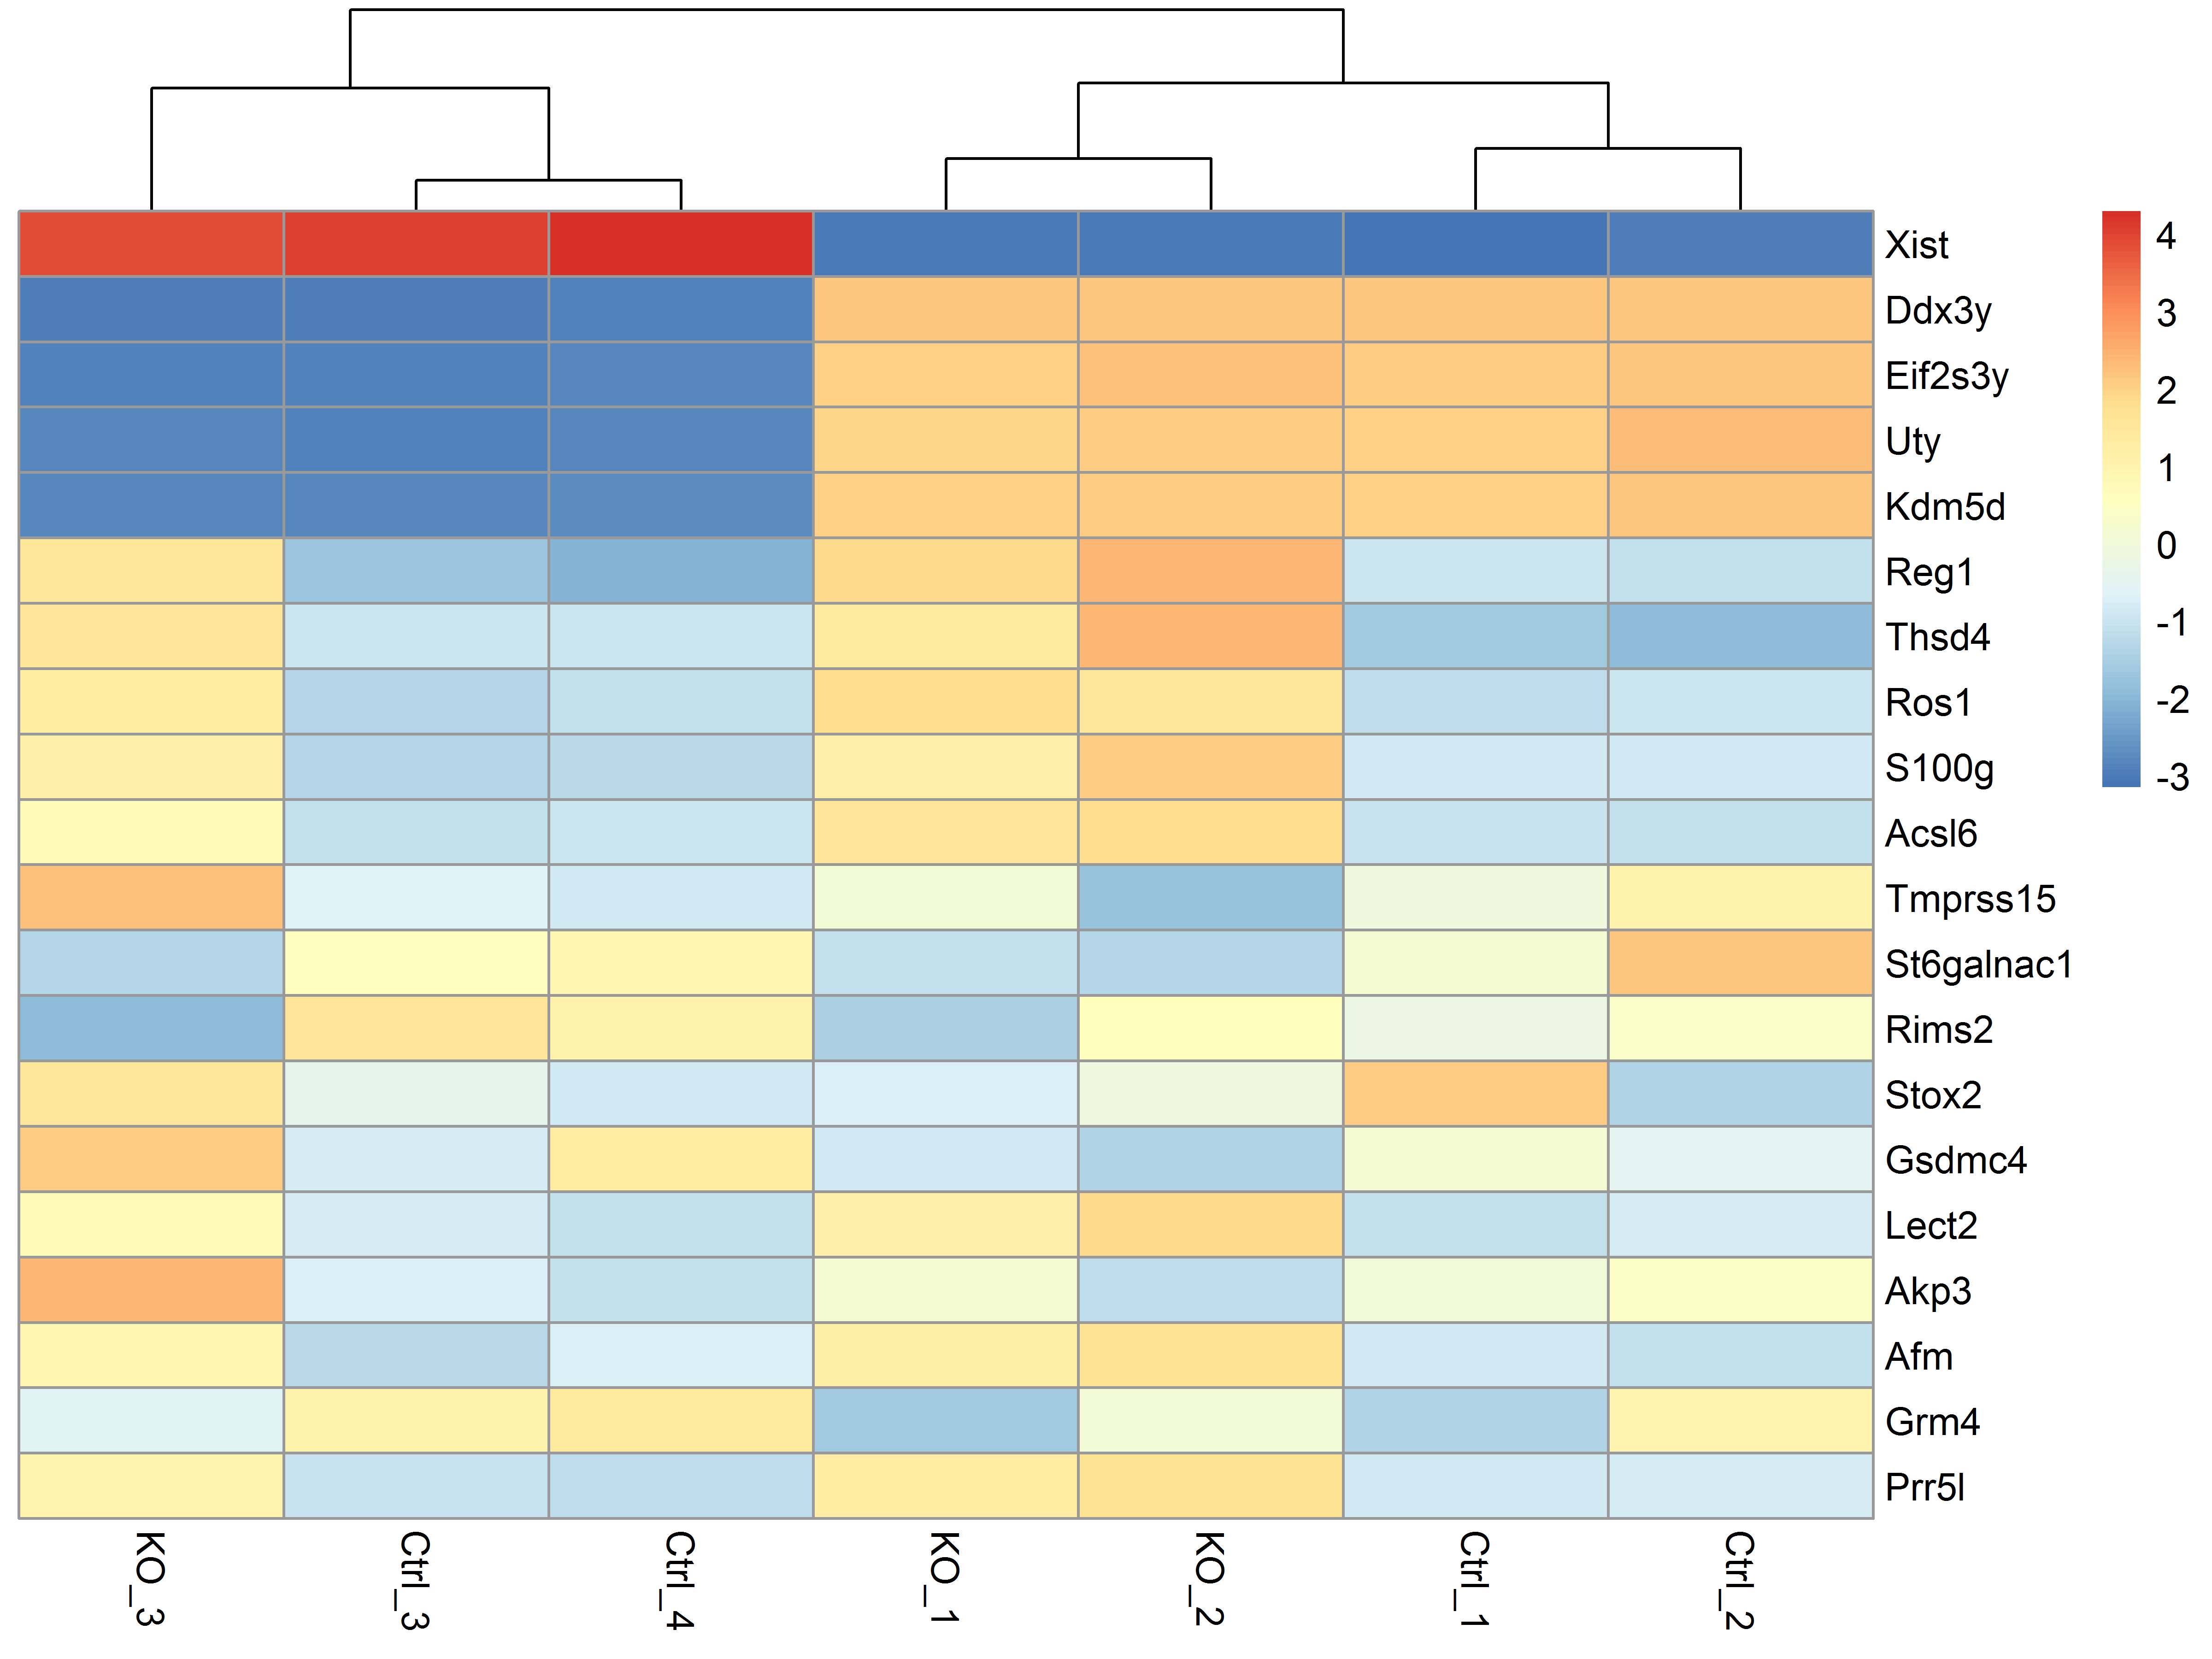 Xist
Ddx3y
Eif2s3y
Uty
Kdm5d
Reg1
Thsd4
Ros1
S100g
Acsl6
Tmprss15
St6galnac1
Rims2
Stox2
Gsdmc4
Lect2
Akp3
Afm
Grm4
Prr5l
4
3
2
1
0
-1
-2
-3
KO_3
Ctrl_3
Ctrl_4
KO_1
KO_2
Ctrl_1
Ctrl_2